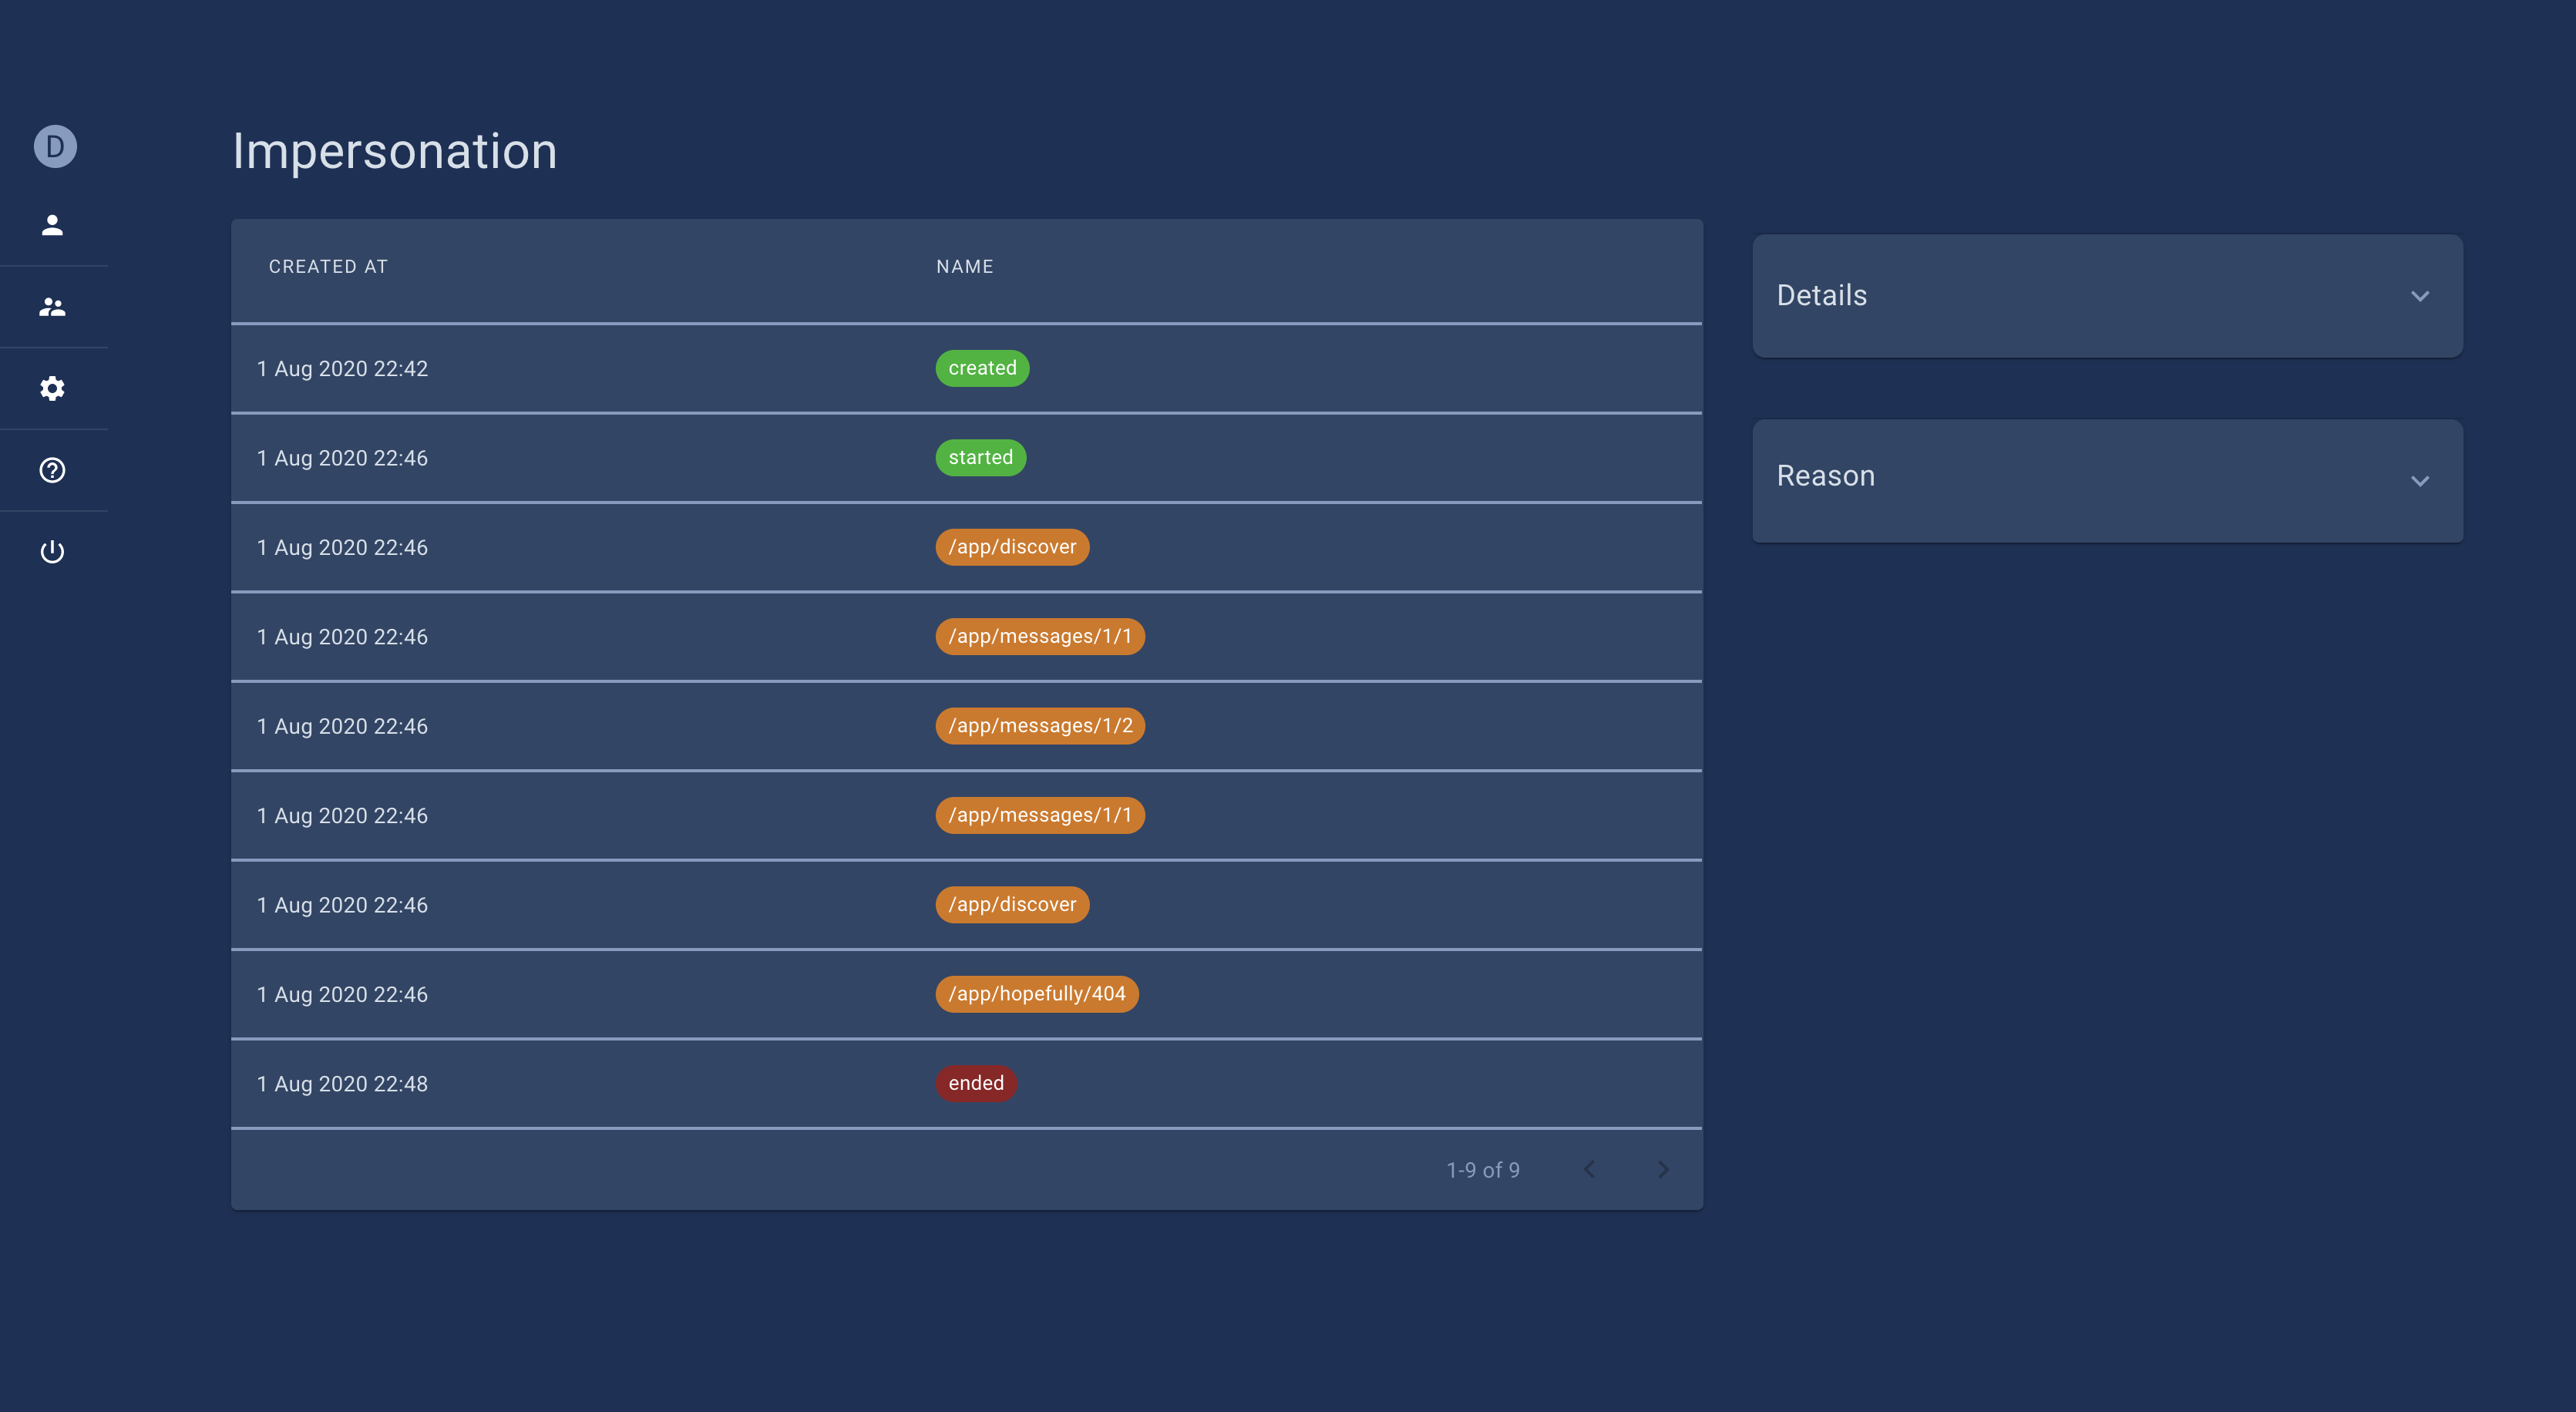 D
Impersonation
CREATED AT NAME
1 Aug 2020 22:42 created
1 Aug 2020 22:46 started
1 Aug 2020 22:46 /app/discover
1 Aug 2020 22:46 /app/messages/1/1
1 Aug 2020 22:46 /app/messages/1/2
1 Aug 2020 22:46 /app/messages/1/1
1 Aug 2020 22:46 /app/discover
1 Aug 2020 22:46 /app/hopefully/404
1 Aug 2020 22:48 ended
1-9 of 9
Details
Reason